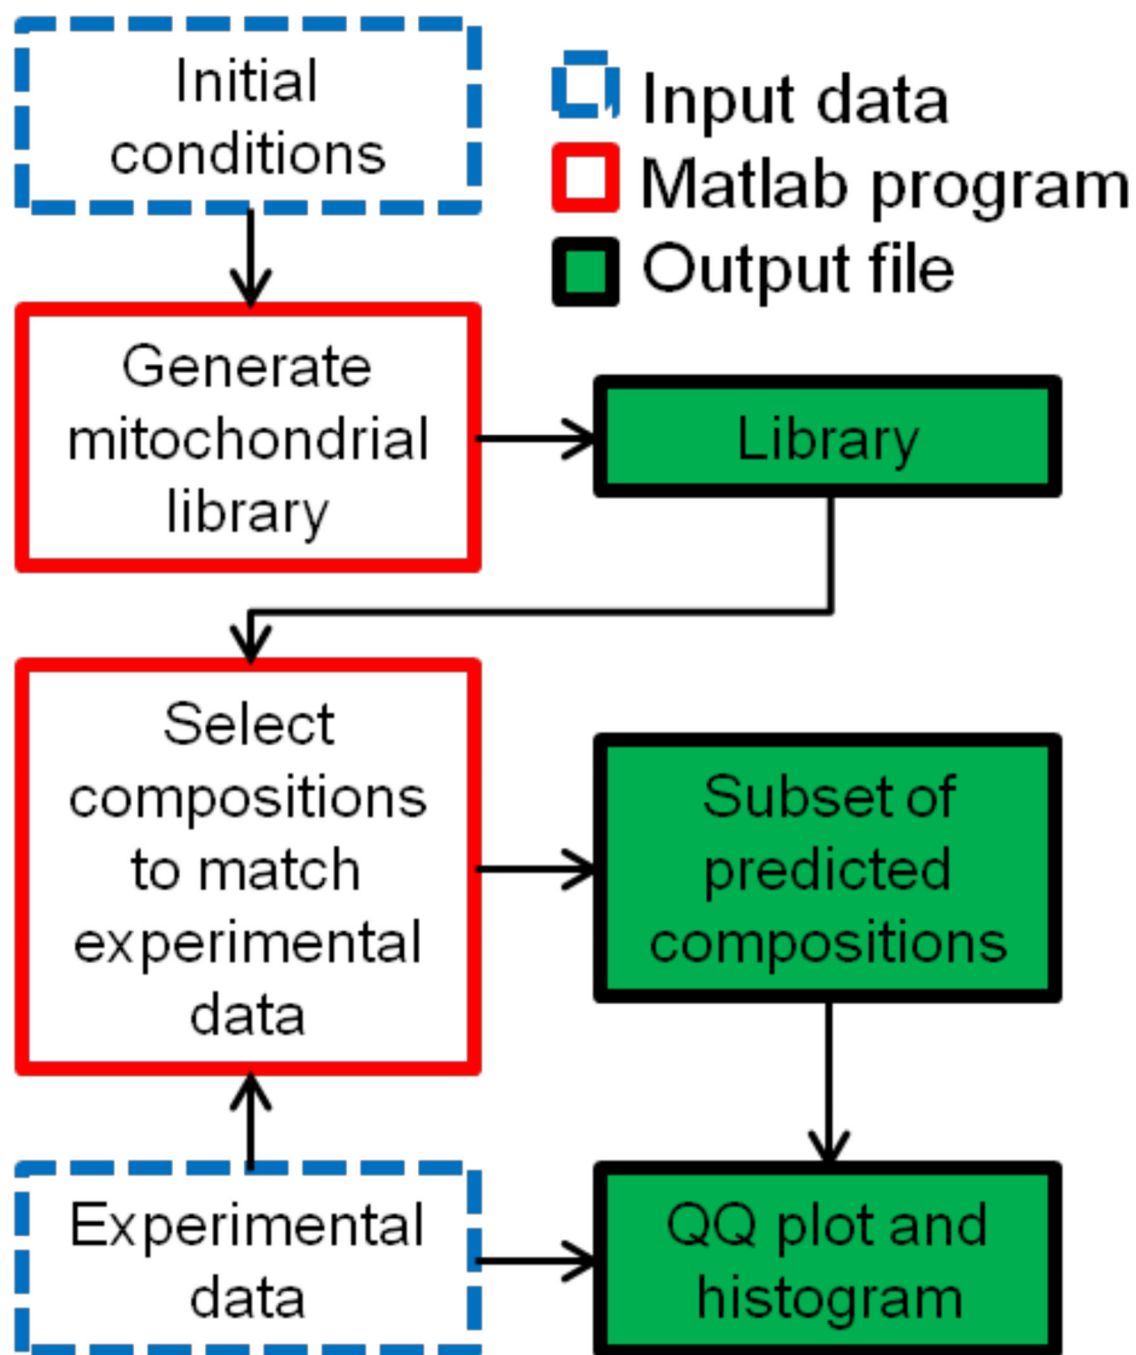 Initial
conditions
Input data
Matlab program
Output file
Generate
mitochondrial
library
Library
Select
compositions
to match
experimental
data
Subset of
predicted
compositions
Experimental
data
QQ plot and
histogram